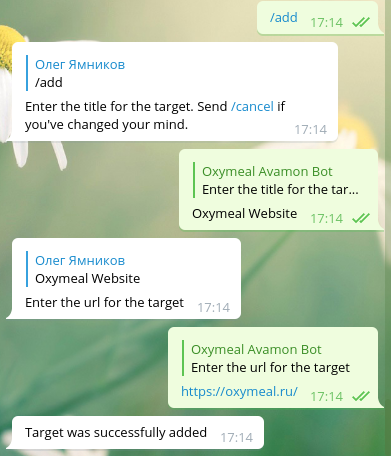 /add 17:14
Олег Ямников
/add
Enter the title for the target. Send /cancel if
you've changed your mind.
17:14
Oxymeal Avamon Bot
Enter the title for the tar...
Oxymeal Website 17:14
Олег Ямников
Oxymeal Website
Enter the url for the target 17:14
Oxymeal Avamon Bot
Enter the url for the target
https://oxymeal.ru/ 17:14
Target was successfully added 17:14